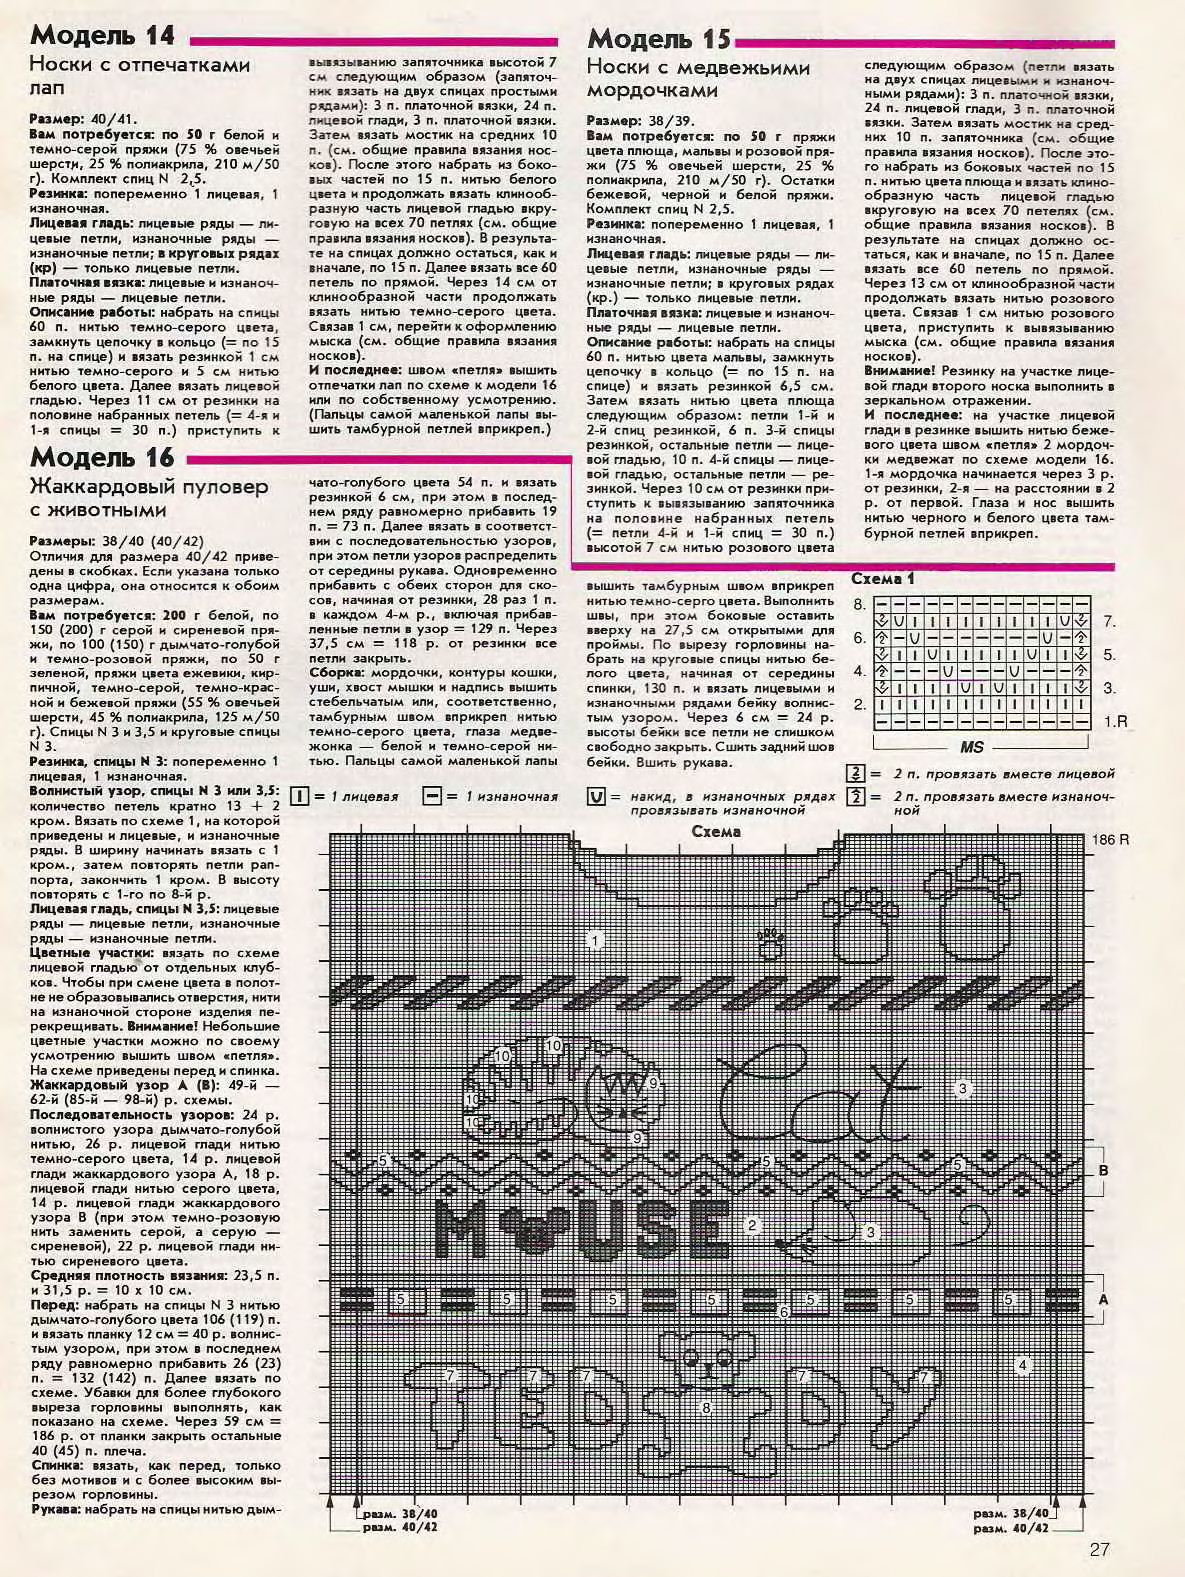 Модель 14
Носки с отпечатками
лап
Размер: 40/41.
Вам потребуется: по 50 г белой и
темно-серой пряжи (75 % овечьей
шерсти, 25 % полиакрила, 210 м/50
г). Комплект спиц N 2,5.
Резинка: попеременно 1 лицевая, 1
изнаночная.
Лицевая гладь: лицевые ряды — ли-
цевые петли, изнаночные ряды —
изнаночные петли; в круговых рядах
(кр) — только лицевые петли.
Платочная вязка: лицевые и изнаноч-
ные ряды — лицевые петли.
Описание работы: набрать на спицы
60 п. нитью темно-серого цвета,
замкнуть цепочку в кольцо (= по 15
п. на спице) и вязать резинкой 1 см
нитью темно-серого и 5 см нитью
белого цвета. Далее вязать лицевой
гладью. Через 11 см от резинки на
половине набранных петель (= 4-я и
1-я спицы = 30 п.) приступить к
вывязыванию запяточника высотой 7
см следующим образом (запяточ-
ник вязать на двух спицах простыми
рядами): 3 п. платочной вязки, 24 п.
лицевой глади, 3 п. платочной вязки.
Затем вязать мостик на средних 10
п. (см. общие правила вязания нос-
ков). После этого набрать из боко-
вых частей по 15 п. нитью белого
цвета и продолжать вязать клинооб-
разную часть лицевой гладью вкру-
говую на всех 70 петлях (см. общие
правила вязания носков). В результа-
те на спицах должно остаться, как и
вначале, по 15 п. Далее вязать все 60
петель по прямой. Через 14 см от
клинообразной части продолжать
вязать нитью темно-серого цвета.
Связав 1 см, перейти к оформлению
мыска (см. общие правила вязания
носков).
И последнее: швом «петля» вышить
отпечатки лап по схеме к модели 16
или по собственному усмотрению.
(Пальцы самой маленькой лапы вы-
шить тамбурной петлей вприкреп.)
Модель 15
Носки с медвежьими
мордочками
Размер: 38/39.
Вам потребуется: по 50 г пряжи
цвета плюща, мальвы и розовой пря-
жи (75 % овечьей шерсти, 25 %
полиакрила, 210 м/50 г). Остатки
бежевой, черной и белой пряжи.
Комплект спиц N 2,5.
Резинка: попеременно 1 лицевая, 1
изнаночная.
Лицевая гладь: лицевые ряды — ли-
цевые петли, изнаночные ряды —
изнаночные петли; в круговых рядах
(кр.) — только лицевые петли.
Платочная вязка: лицевые и изнаноч-
ные ряды — лицевые петли.
Описание работы: набрать на спицы
60 п. нитью цвета мальвы, замкнуть
цепочку в кольцо (= по 15 п. на
спице) и вязать резинкой 6,5 см.
Затем вязать нитью цвета плюща
следующим образом: петли 1-й и
2-й спиц резинкой, 6 п. 3-й спицы
резинкой, остальные петли — лице-
вой гладью, 10 п. 4-й спицы — лице-
вой гладью, остальные петли — ре-
зинкой. Через 10 см от резинки при-
ступить к вывязыванию запяточника
на половине набранных петель
(= петли 4-й и 1-й спиц = 30 п.)
высотой 7 см нитью розового цвета
следующим образом (петли вязать
на двух спицах лицевыми и изнаноч-
ными рядами): 3 п. платочной вязки,
24 п. лицевой глади, 3 п. платочной
вязки. Затем вязать мостик на сред-
них 10 п. запяточника (см. общие
правила вязания носков). После это-
го набрать из боковых частей по 15
п. нитью цвета плюща и вязать клино-
образную часть лицевой гладью
вкруговую на всех 70 петелях (см.
общие правила вязания носков). В
результате на спицах должно ос-
таться, как и вначале, по 15 п. Далее
вязать все 60 петель по прямой.
Через 13 см от клинообразной части
продолжать вязать нитью розового
цвета. Связав 1 см нитью розового
цвета, приступить к вывязыванию
мыска (см. общие правила вязания
носков).
Внимание! Резинку на участке лице-
вой глади второго носка выполнить в
зеркальном отражении.
И последнее: на участке лицевой
глади в резинке вышить нитью беже-
вого цвета швом «петля» 2 мордоч-
ки медвежат по схеме модели 16.
1-я мордочка начинается через 3 р.
от резинки, 2-я — на расстоянии в 2
р. от первой. Глаза и нос вышить
нитью черного и белого цвета там-
бурной петлей вприкреп.
Модель 16
Жаккардовый пуловер
с животными
Размеры: 38/40 (40/42)
Отличия для размера 40/42 приве-
дены в скобках. Если указана только
одна цифра, она относится к обоим
размерам.
Вам потребуется: 200 г белой, по
150 (200) г серой и сиреневой пря-
жи, по 100 (150) г дымчато-голубой
и темно-розовой пряжи, по 50 г
зеленой, пряжи цвета ежевики, кир-
пичной, темно-серой, темно-крас-
ной и бежевой пряжи (55 % овечьей
шерсти, 45 % полиакрила, 125 м/50
г). Спицы N 3 и 3,5 и круговые спицы
N 3.
Резинка, спицы N 3: попеременно 1
лицевая, 1 изнаночная.
Волнистый узор, спицы N 3 или 3,5:
количество петель кратно 13 + 2
кром. Вязать по схеме 1, на которой
приведены и лицевые, и изнаночные
ряды. В ширину начинать вязать с 1
кром., затем повторять петли рап-
порта, закончить 1 кром. В высоту
повторять с 1-го по 8-й р.
Лицевая гладь, спицы N 3,5: лицевые
ряды — лицевые петли, изнаночные
ряды — изнаночные петли.
Цветные участки: вязать по схеме
лицевой гладью от отдельных клуб-
ков. Чтобы при смене цвета в полот-
не не образовывались отверстия, нити
на изнаночной стороне изделия пе-
рекрещивать. Внимание! Небольшие
цветные участки можно по своему
усмотрению вышить швом «петля».
На схеме приведены перед и спинка.
Жаккардовый узор А (В): 49-й —
62-й (85-й — 98-й) р. схемы.
Последовательность узоров: 24 р.
волнистого узора дымчато-голубой
нитью, 26 р. лицевой глади нитью
темно-серого цвета, 14 р. лицевой
глади жаккардового узора А, 18 р.
лицевой глади нитью серого цвета,
14 р. лицевой глади жаккардового
узора В (при этом темно-розовую
нить заменить серой, а серую —
сиреневой), 22 р. лицевой глади ни-
тью сиреневого цвета.
Средняя плотность вязания: 23,5 п.
и 31,5 р. = 10 x 10 см.
Перед: набрать на спицы N 3 нитью
дымчато-голубого цвета 106 (119) п.
и вязать планку 12 см = 40 р. волнис-
тым узором, при этом в последнем
ряду равномерно прибавить 26 (23)
п. = 132 (142) п. Далее вязать по
схеме. Убавки для более глубокого
выреза горловины выполнять, как
показано на схеме. Через 59 см =
186 р. от планки закрыть остальные
40 (45) п. плеча.
Спинка: вязать, как перед, только
без мотивов и с более высоким вы-
резом горловины.
Рукава: набрать на спицы нитью дым-
чато-голубого цвета 54 п. и вязать
резинкой 6 см, при этом в послед-
нем ряду равномерно прибавить 19
п. = 73 п. Далее вязать в соответст-
вии с последовательностью узоров,
при этом петли узоров распределить
от середины рукава. Одновременно
прибавить с обеих сторон для ско-
сов, начиная от резинки, 28 раз 1 п.
в каждом 4-м р., включая прибав-
ленные петли в узор = 129 п. Через
37,5 см = 118 р. от резинки все
петли закрыть.
Сборка: мордочки, контуры кошки,
уши, хвост мышки и надпись вышить
стебельчатым или, соответственно,
тамбурным швом вприкреп нитью
темно-серого цвета, глаза медве-
жонка — белой и темно-серой ни-
тью. Пальцы самой маленькой лапы
вышить тамбурным швом вприкреп
нитью темно-серго цвета. Выполнить
швы, при этом боковые оставить
вверху на 27,5 см открытыми для
проймы. По вырезу горловины на-
брать на круговые спицы нитью бе-
лого цвета, начиная от середины
спинки, 130 п. и вязать лицевыми и
изнаночными рядами бейку волнис-
тым узором. Через 6 см = 24 р.
высоты бейки все петли не слишком
свободно закрыть. Сшить задний шов
бейки. Вшить рукава.
Схема 1
8.
7.
6.
5.
4.
3.
2.
1.R
MS
= 1 лицевая
= 1 изнаночная
U = накид, в изнаночных рядах
провязывать изнаночной
= 2 п. провязать вместе лицевой
= 2 п. провязать вместе изнаноч-
ной
Схема
186 R
1
10
10
9
10
10
9
Cat
3
5
5
5
B
MOUSE
2
3
5
5
5
5
5
5
5
6
A
4
7
7
7
7
7
8
TEDDY
разм. 38/40
разм. 40/42
разм. 38/40
разм. 40/42
27